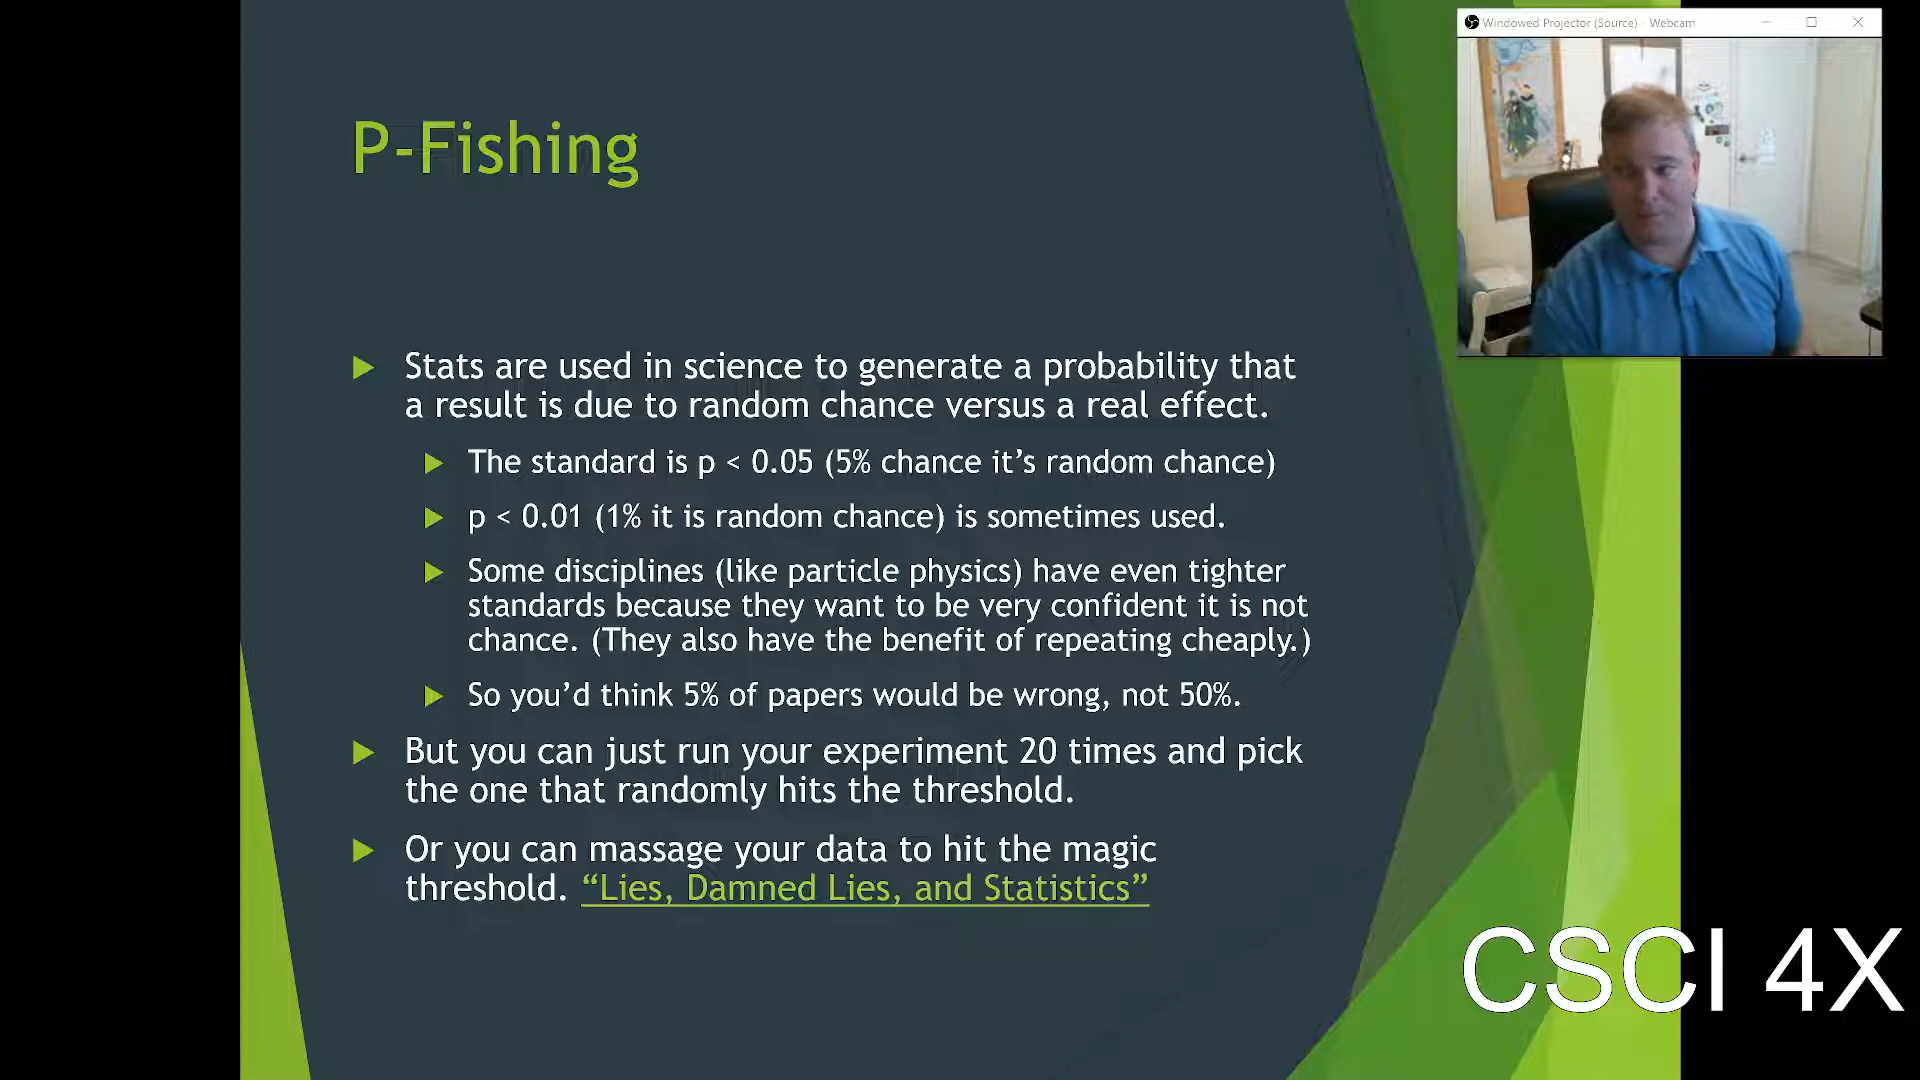 Windowed Projector (Source) - Webcam
P-Fishing
Stats are used in science to generate a probability that
a result is due to random chance versus a real effect.
The standard is p < 0.05 (5% chance it’s random chance)
p < 0.01 (1% it is random chance) is sometimes used.
Some disciplines (like particle physics) have even tighter
standards because they want to be very confident it is not
chance. (They also have the benefit of repeating cheaply.)
So you’d think 5% of papers would be wrong, not 50%.
But you can just run your experiment 20 times and pick
the one that randomly hits the threshold.
Or you can massage your data to hit the magic
threshold. “Lies, Damned Lies, and Statistics”
CSCI 4X